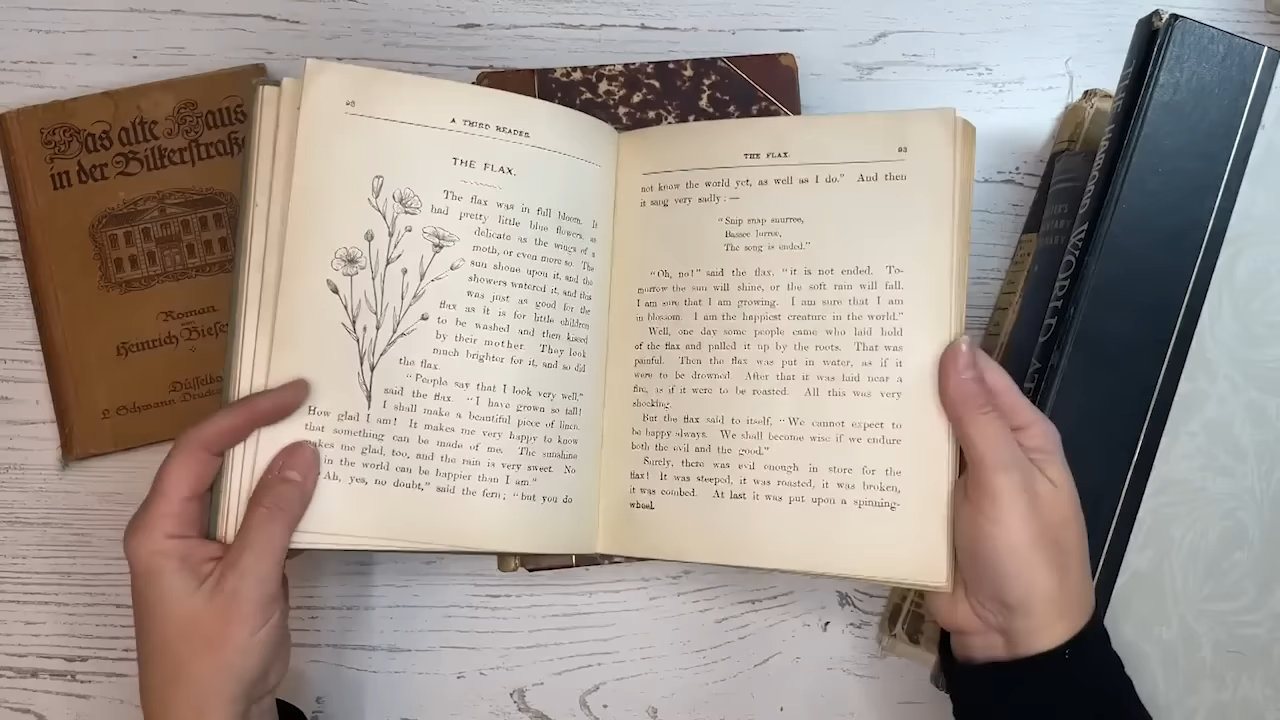 Das alte Haus
in der Bilkerstraße
Roman
Heinrich
L. Schwann
A THIRD READER.
THE FLAX.
The flax was in full bloom. It
had pretty little blue flowers, as
delicate as the wings of a
moth, or even more so. The
sun shone upon it, and the
showers watered it, and this
was just as good for the
flax as it is for little children
to be washed and then kissed
by their mother. They look
much brighter for it, and so did
the flax.
"People say that I look very well,"
said the flax. "I have grown so tall!
I shall make a beautiful piece of linen.
How glad I am! It makes me very happy to know
that something can be made of me. The sunshine
makes me glad, too, and the rain is very sweet. No
in the world can be happier than I am."
"Ah, yes, no doubt," said the fern; "but you do
THE FLAX.
93
not know the world yet, as well as I do." And then
it sang very sadly:—
"Snip snap snurree,
Bassee lurree,
The song is ended."
"Oh, no!" said the flax, "it is not ended. To-
morrow the sun will shine, or the soft rain will fall.
I am sure that I am growing. I am sure that I am
in blossom. I am the happiest creature in the world."
Well, one day some people came who laid hold
of the flax and pulled it up by the roots. That was
painful. Then the flax was put in water, as if it
were to be drowned. After that it was laid near a
fire, as if it were to be roasted. All this was very
shocking.
But the flax said to itself, "We cannot expect to
be happy always. We shall become wise if we endure
both the evil and the good."
Surely, there was evil enough in store for the
flax! It was steeped, it was roasted, it was broken,
it was combed. At last it was put upon a spinning-
wheel.
HAMMOND WORLD